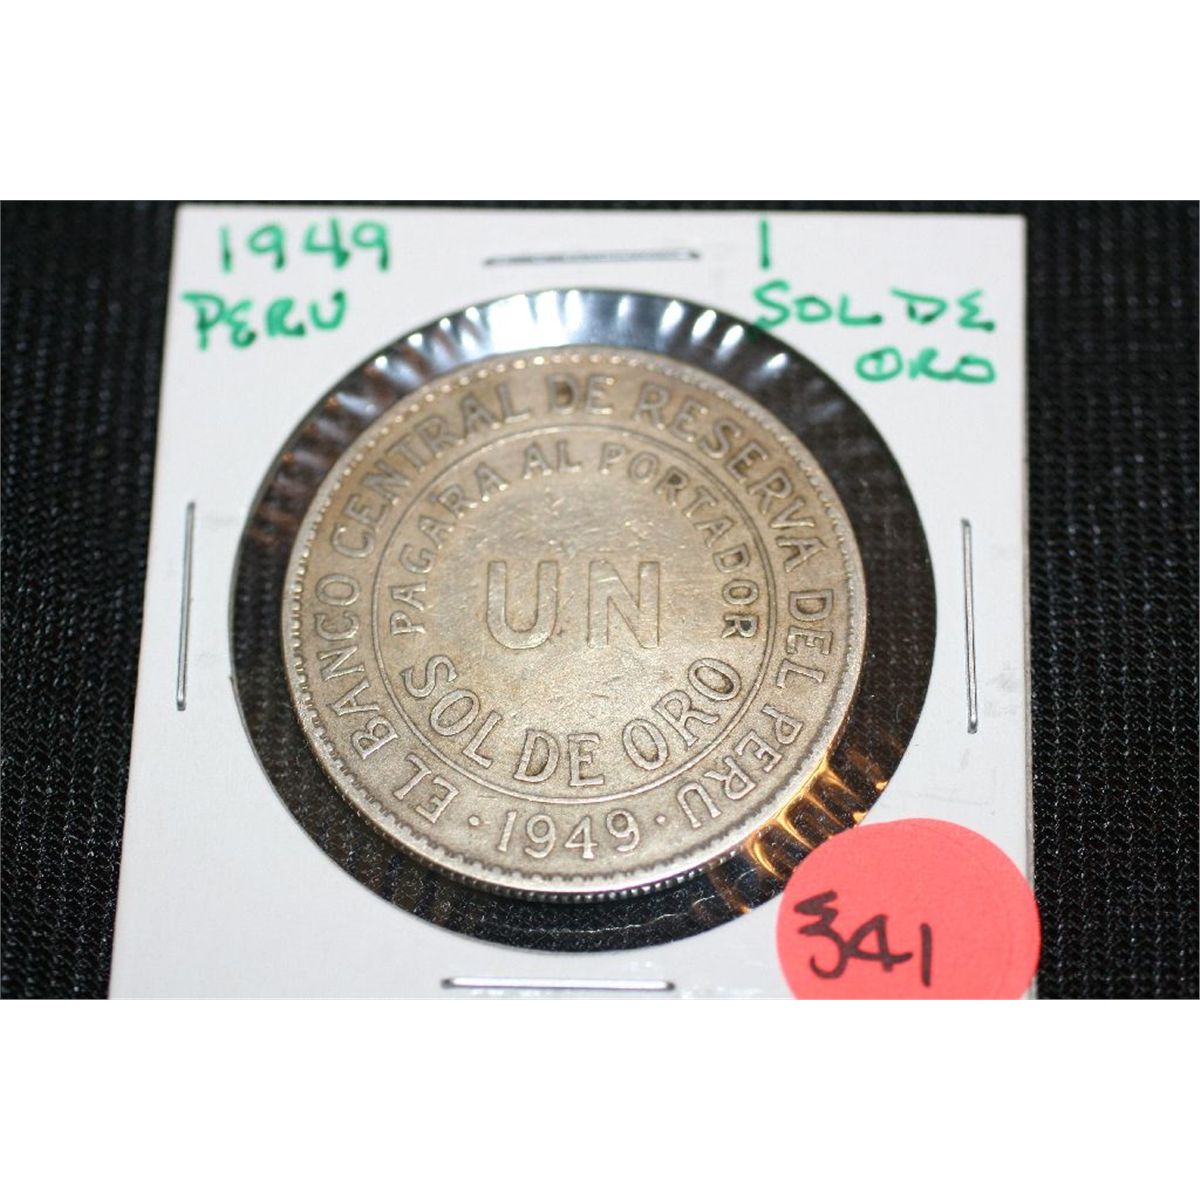 1949
PERU
1
SOL DE
ORO
EL BANCO CENTRAL DE RESERVA DEL PERU
PAGARA AL PORTADOR
UN
SOL DE ORO
· 1949 ·
341